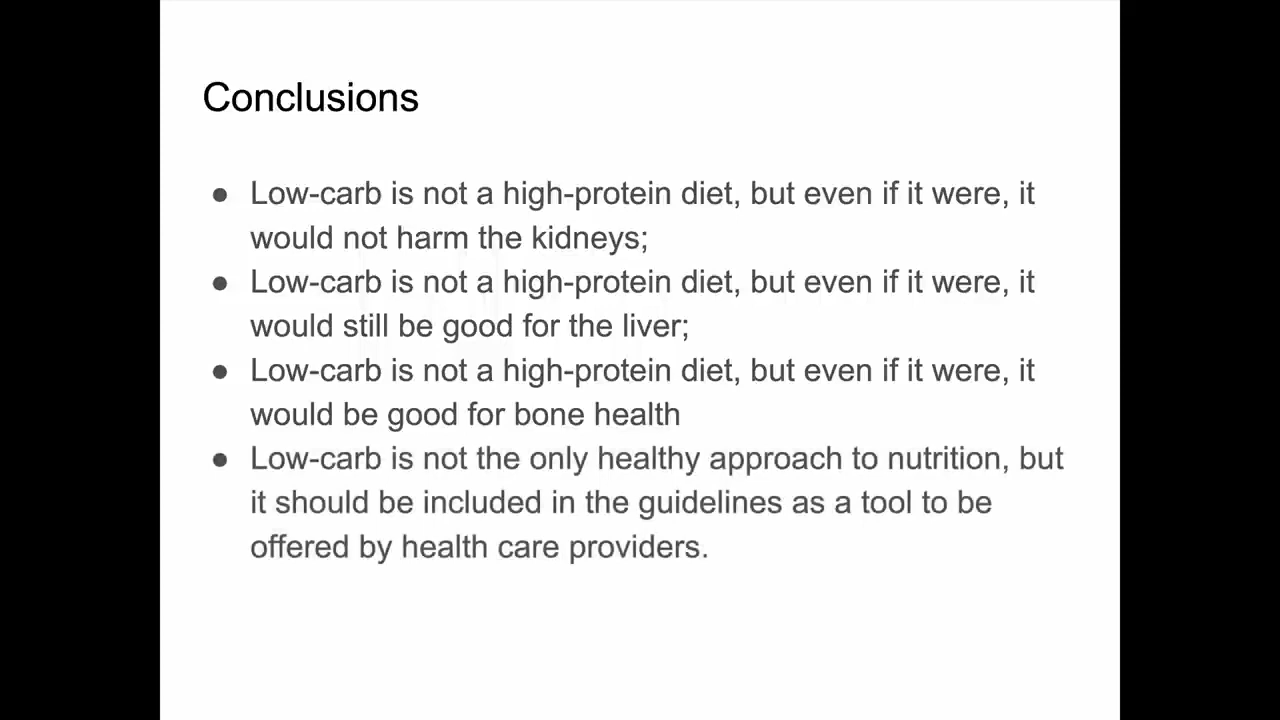 Conclusions
● Low-carb is not a high-protein diet, but even if it were, it
would not harm the kidneys;
● Low-carb is not a high-protein diet, but even if it were, it
would still be good for the liver;
● Low-carb is not a high-protein diet, but even if it were, it
would be good for bone health
● Low-carb is not the only healthy approach to nutrition, but
it should be included in the guidelines as a tool to be
offered by health care providers.